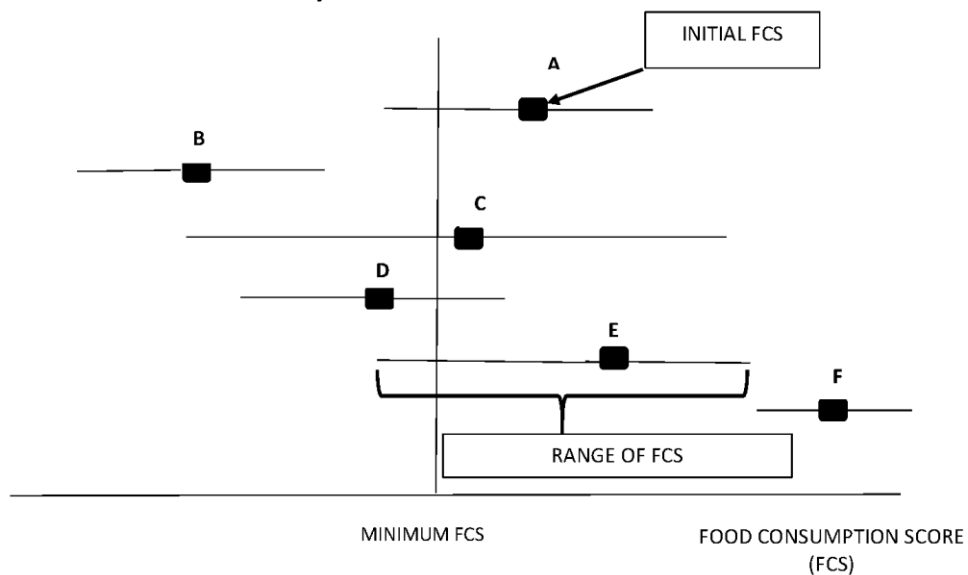 INITIAL FCS
A
B
C
D
E
F
RANGE OF FCS
MINIMUM FCS
FOOD CONSUMPTION SCORE
(FCS)